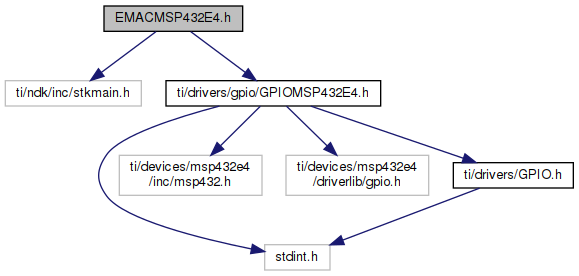 EMACMSP432E4.h
ti/ndk/inc/stkmain.h
ti/drivers/gpio/GPIOMSP432E4.h
ti/devices/msp432e4
/inc/msp432.h
ti/devices/msp432e4
/driverlib/gpio.h
ti/drivers/GPIO.h
stdint.h